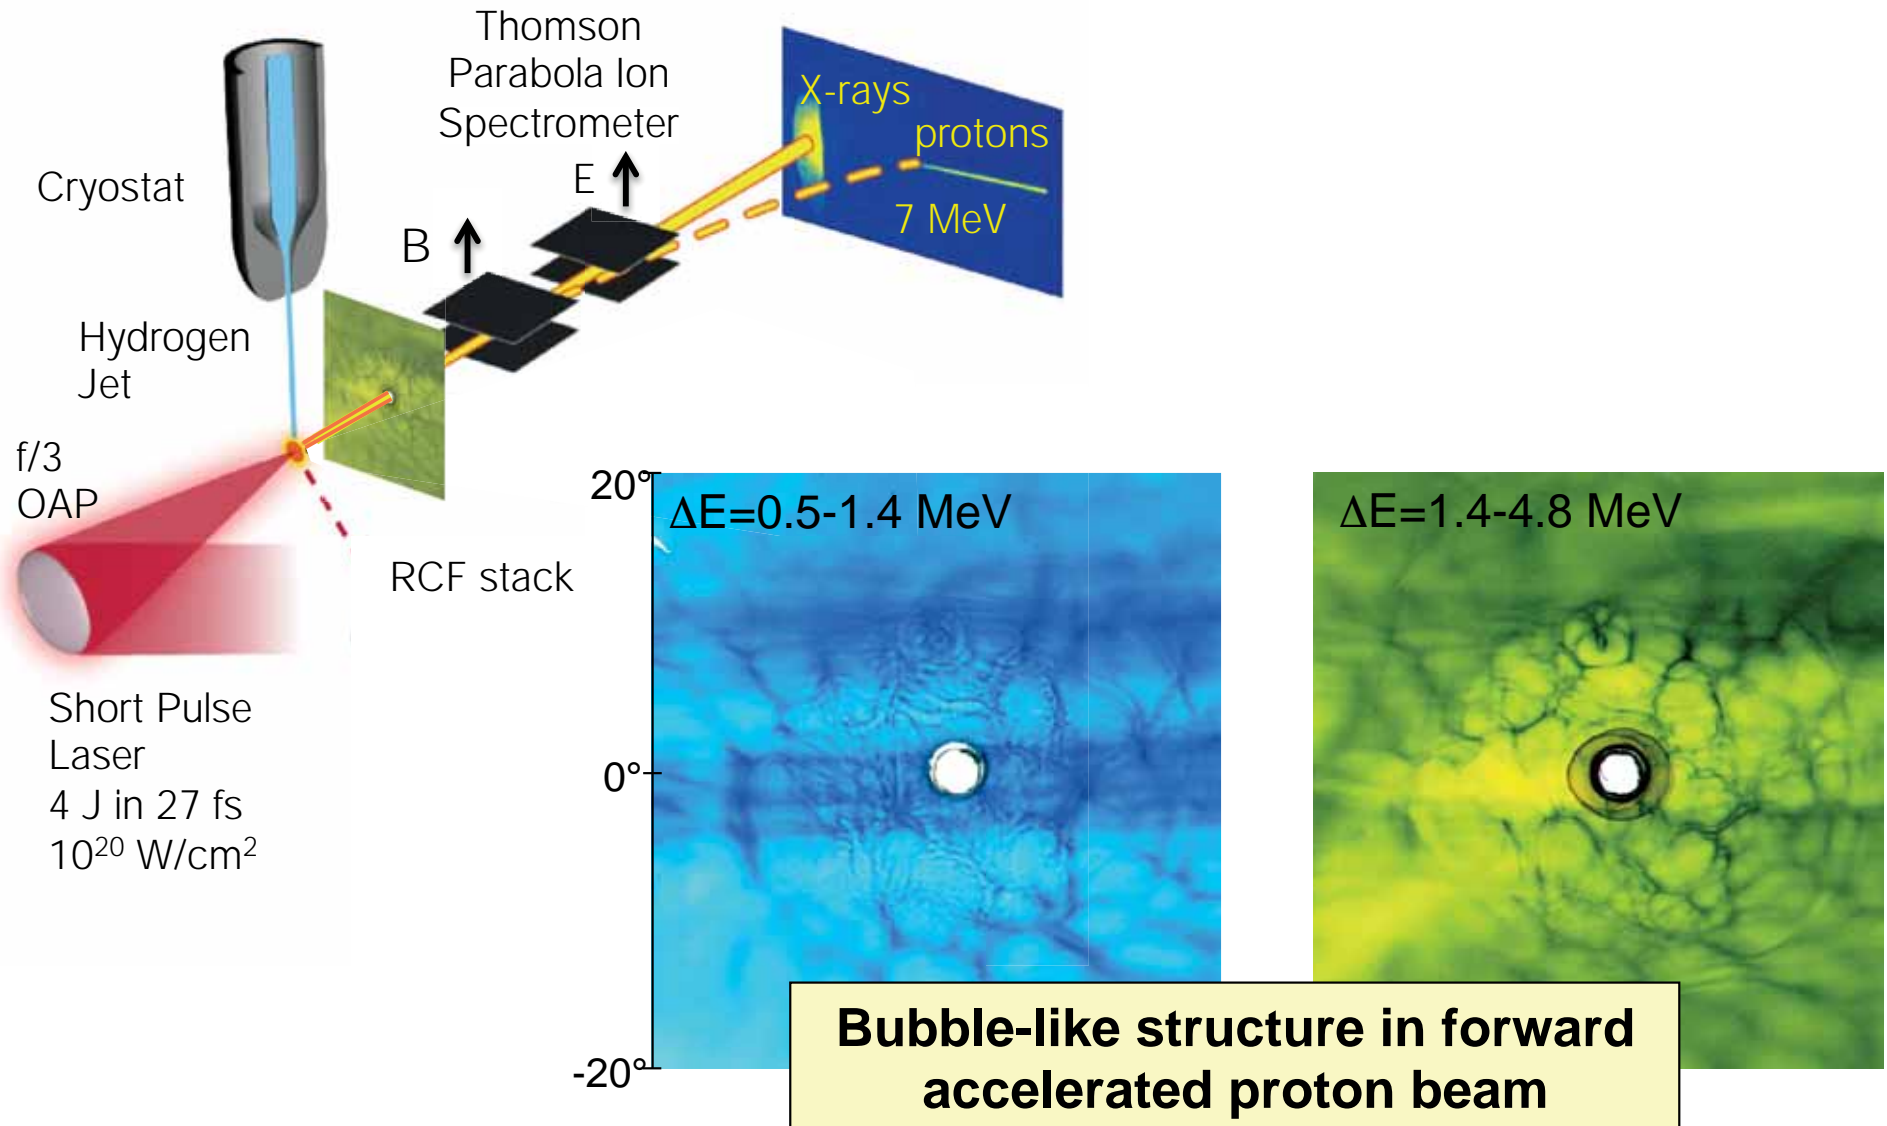 Thomson
Parabola Ion
Spectrometer
X-rays
protons
7 MeV
E
B
Cryostat
Hydrogen
Jet
f/3
OAP
RCF stack
Short Pulse
Laser
4 J in 27 fs
10²⁰ W/cm²
20°
0°
-20°
ΔE=0.5-1.4 MeV
ΔE=1.4-4.8 MeV
Bubble-like structure in forward
accelerated proton beam